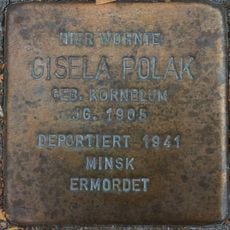 HIER WOHNTE
GISELA POLAK
GEB. KORNBLUM
JG. 1905
DEPORTIERT 1941
MINSK
ERMORDET